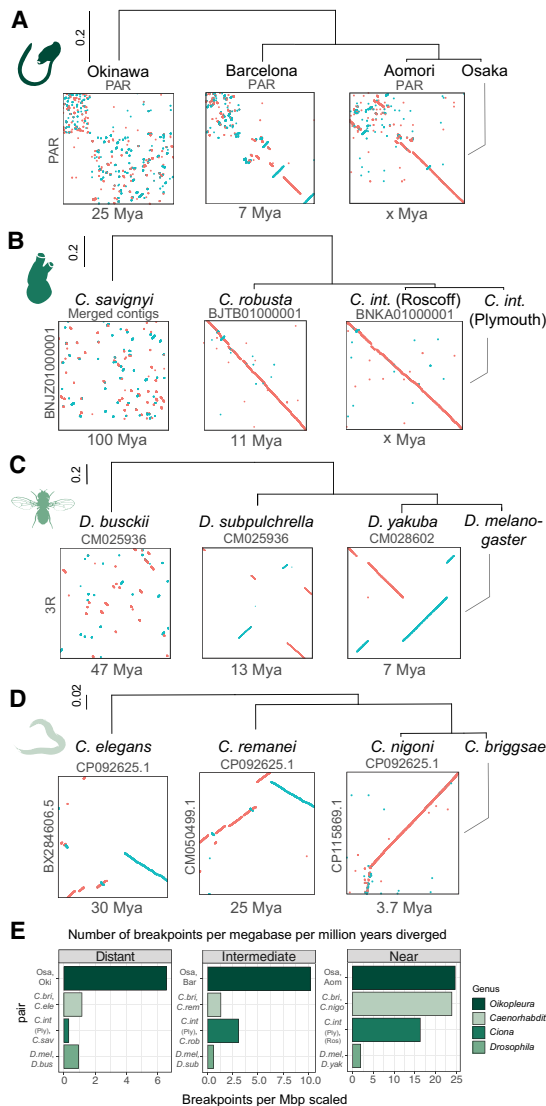 A
0.2
Okinawa
Barcelona
Aomori
Osaka
PAR
PAR
PAR
PAR
25 Mya
7 Mya
x Mya
B
0.2
C. savignyi
C. robusta
C. int. (Roscoff)
C. int.
(Plymouth)
Merged contigs
BJTB01000001
BNKA01000001
BNJZ01000001
100 Mya
11 Mya
x Mya
C
0.2
D. busckii
D. subpulchrella
D. yakuba
D. melano-
gaster
CM025936
CM025936
CM028602
3R
47 Mya
13 Mya
7 Mya
D
0.02
C. elegans
C. remanei
C. nigoni
C. briggsae
CP092625.1
CP092625.1
CP092625.1
BX284606.5
CM050499.1
CP115869.1
30 Mya
25 Mya
3.7 Mya
E
Number of breakpoints per megabase per million years diverged
Distant
Intermediate
Near
pair
Osa,
Oki
C.bri,
C.ele
C.int
(Ply),
C.sav
D.mel,
D.bus
0
2
4
6
Osa,
Bar
C.bri,
C.rem
C.int
(Ply),
C.rob
D.mel,
D.sub
0.0
2.5
5.0
7.5
10.0
Osa,
Aom
C.bri,
C.nigo
C.int
(Ply),
(Ros)
D.mel,
D.yak
0
5
10
15
20
25
Breakpoints per Mbp scaled
Genus
Oikopleura
Caenorhabdit
Ciona
Drosophila